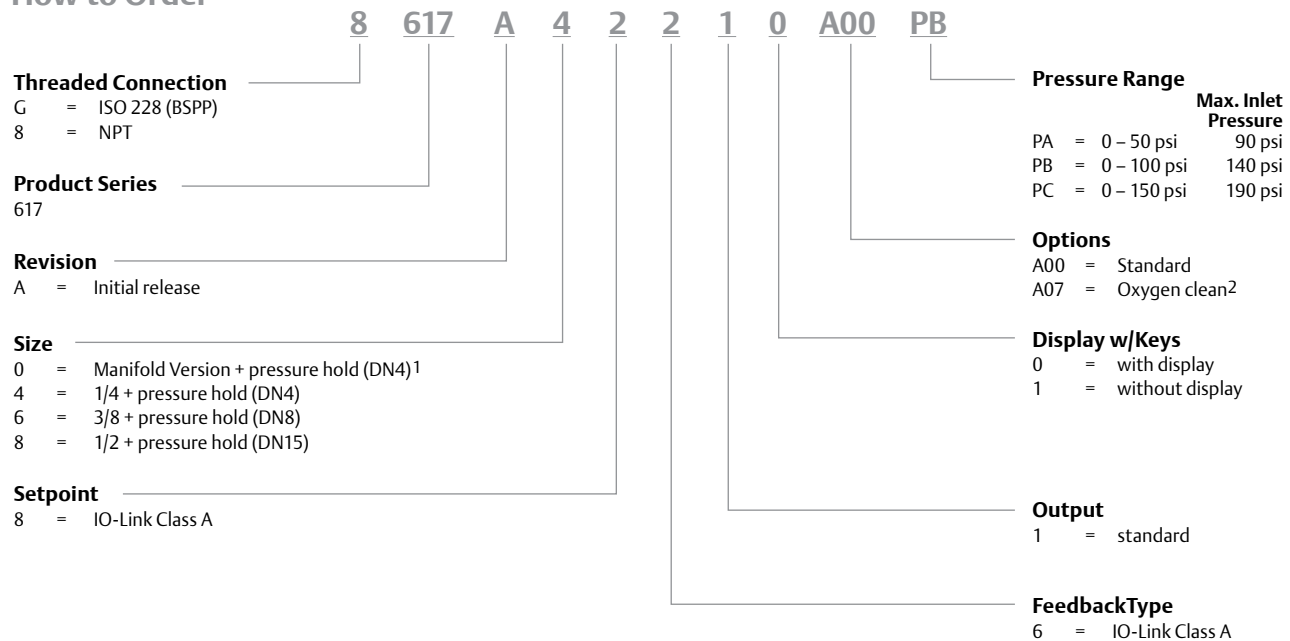 How to Order
8 617 A 4 2 2 1 0 A00 PB
Threaded Connection
G = ISO 228 (BSPP)
8 = NPT
Product Series
617
Revision
A = Initial release
Size
0 = Manifold Version + pressure hold (DN4)1
4 = 1/4 + pressure hold (DN4)
6 = 3/8 + pressure hold (DN8)
8 = 1/2 + pressure hold (DN15)
Setpoint
8 = IO-Link Class A
Pressure Range
Max. Inlet
Pressure
PA = 0 – 50 psi 90 psi
PB = 0 – 100 psi 140 psi
PC = 0 – 150 psi 190 psi
Options
A00 = Standard
A07 = Oxygen clean2
Display w/Keys
0 = with display
1 = without display
Output
1 = standard
FeedbackType
6 = IO-Link Class A